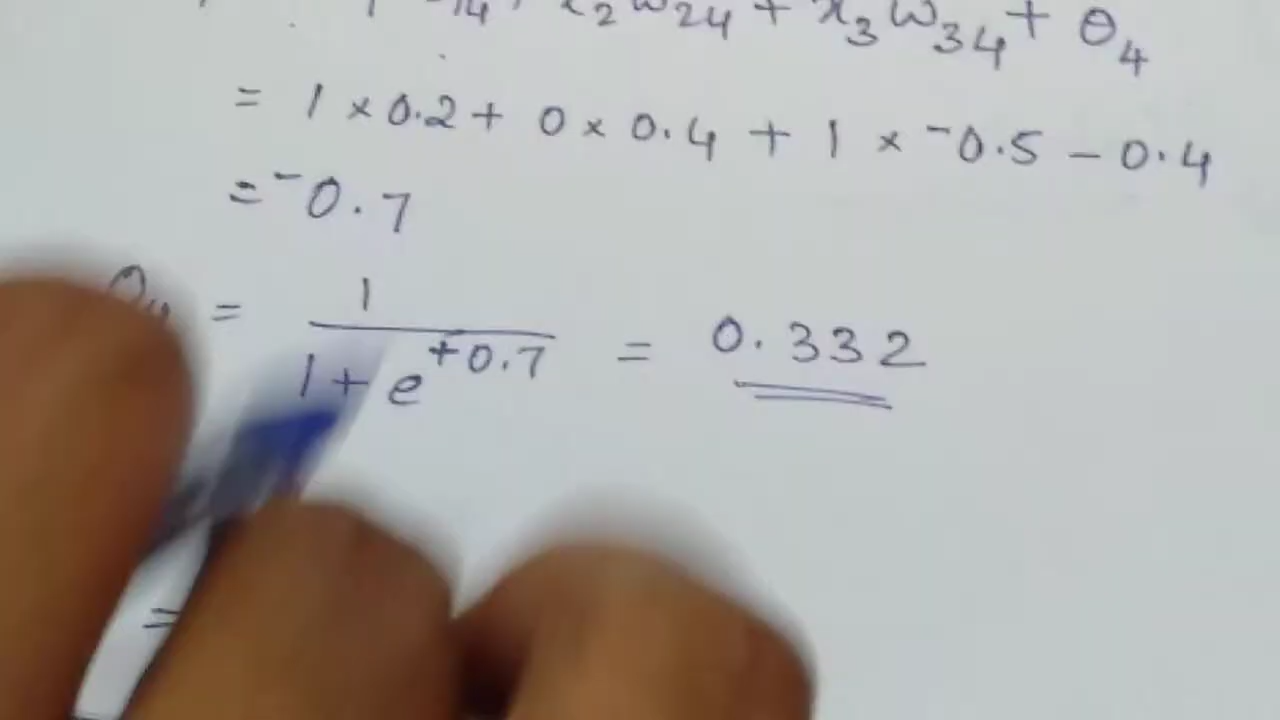 x₂w₂₄ + x₃w₃₄ + θ₄
= 1 × 0.2 + 0 × 0.4 + 1 × ⁻0.5 − 0.4
= ⁻0.7
= 1 / (1 + e^{+0.7}) = 0.332
=